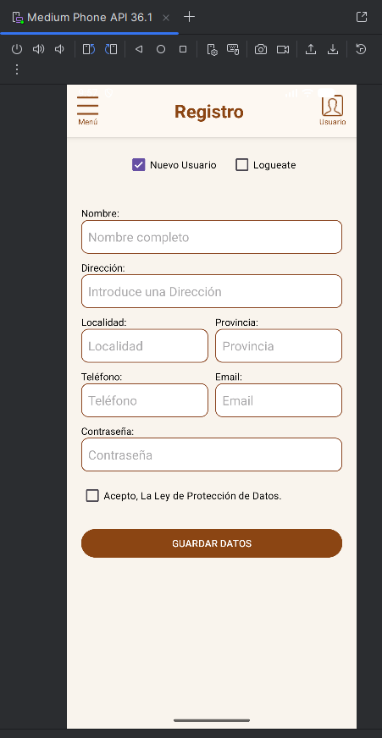 Medium Phone API 36.1
Menú
Registro
Usuario
Nuevo Usuario Logueate
Nombre:
Nombre completo
Dirección:
Introduce una Dirección
Localidad: Provincia:
Localidad Provincia
Teléfono: Email:
Teléfono Email
Contraseña:
Contraseña
Acepto, La Ley de Protección de Datos.
GUARDAR DATOS